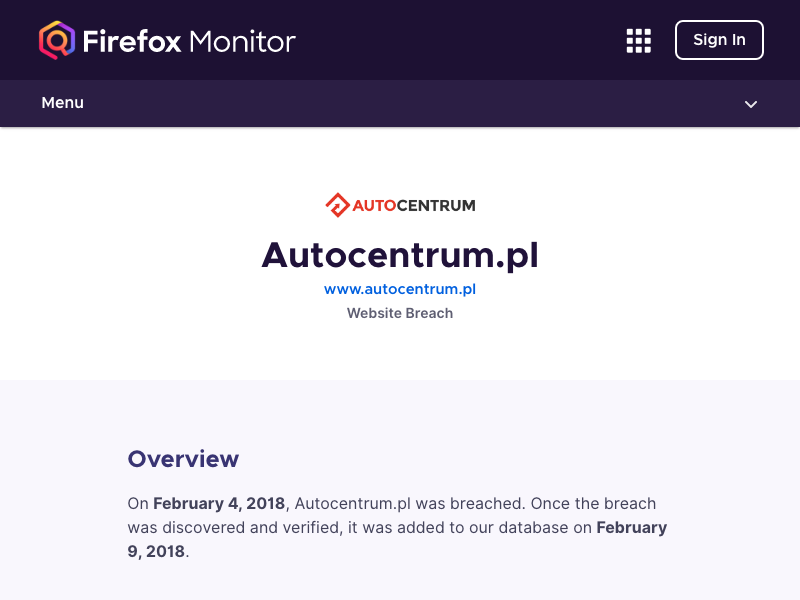 Firefox Monitor
Sign In
Menu
AUTOCENTRUM
Autocentrum.pl
www.autocentrum.pl
Website Breach
Overview
On February 4, 2018, Autocentrum.pl was breached. Once the breach
was discovered and verified, it was added to our database on February
9, 2018.